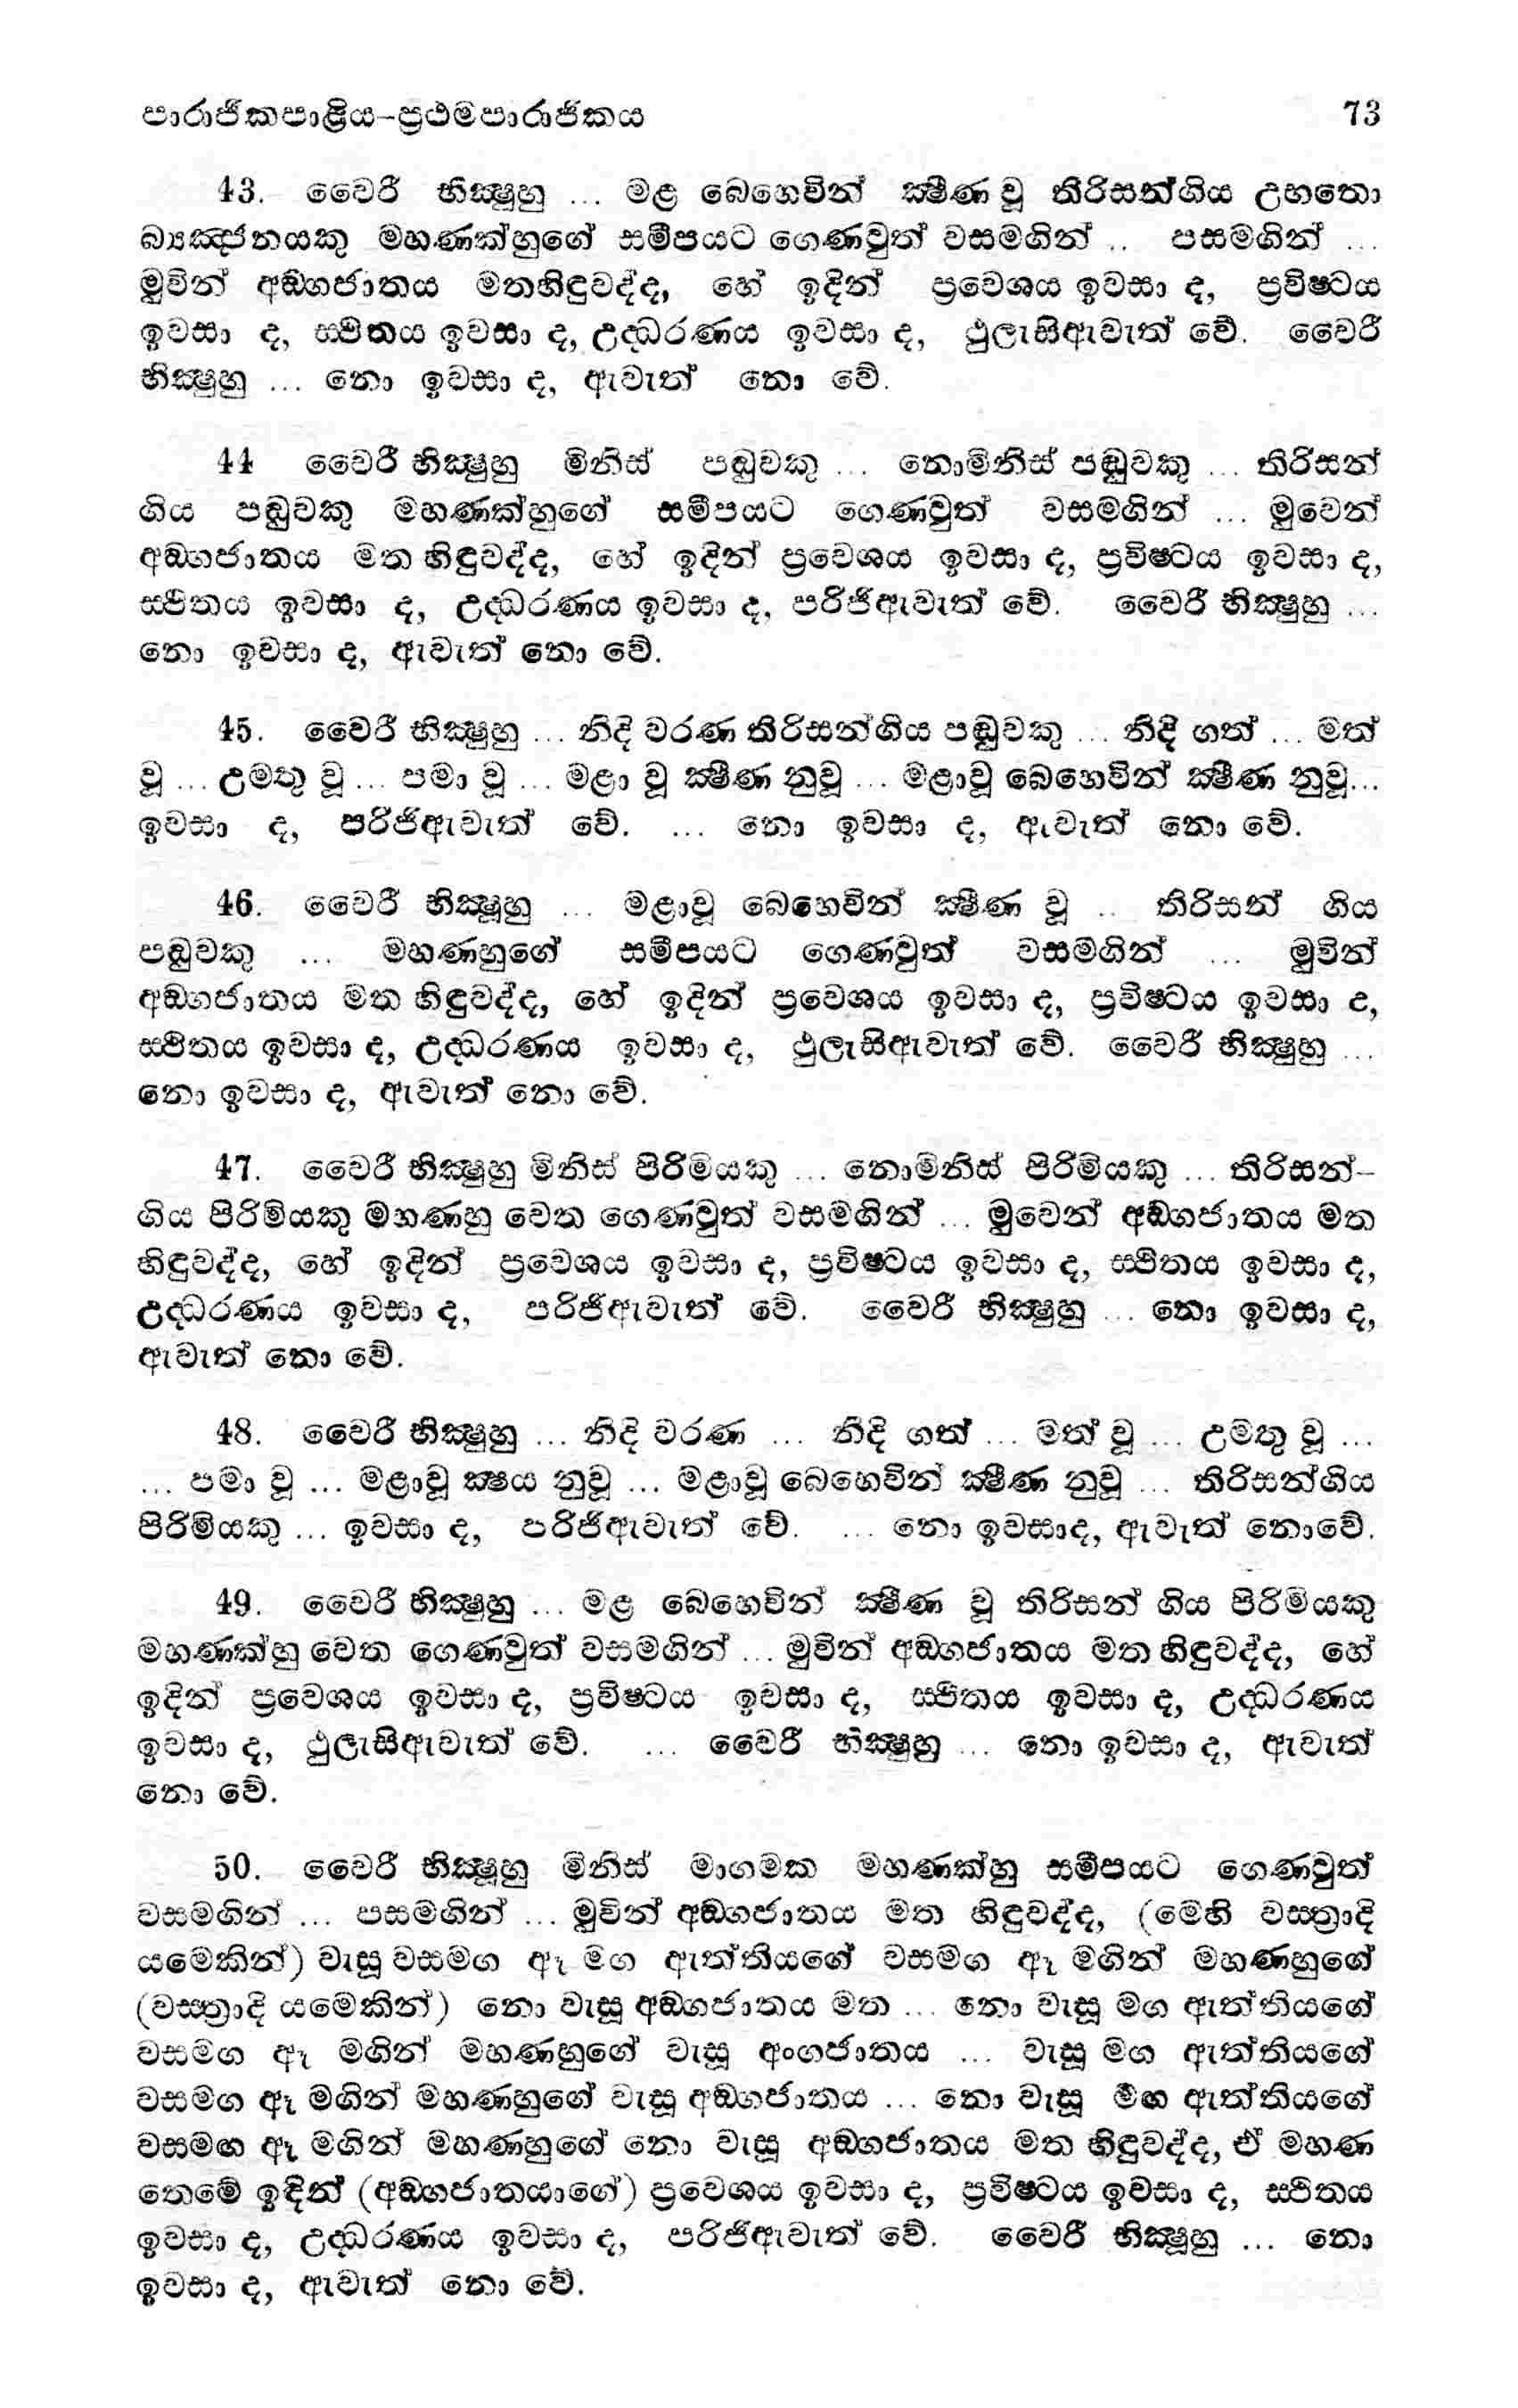 පාරාජිකපාළිය-ප්‍රථමපාරාජිකය 73
43. වෛරී භික්‍ෂූහු ... මළ බෙහෙවින් ක්‍ෂීණ වූ තිරිසන්ගිය උභතො
බ්‍යඤ්ජනයකු මහණක්හුගේ සමීපයට ගෙණවුත් වසමගින් .. පසමගින් ...
මුවින් අඞ්ගජාතය මතහිඳුවද්ද, හේ ඉදින් ප්‍රවෙශය ඉවසා ද, ප්‍රවිෂ්ටය
ඉවසා ද, ස්ථිතය ඉවසා ද, උද්ධරණය ඉවසා ද, ථුලැසිඇවැත් වේ. වෛරී
භික්‍ෂුහු ... නො ඉවසා ද, ඇවැත් නො වේ.
44 වෛරී භික්‍ෂුහු මිනිස් පඬුවකු ... නොමිනිස් පඬුවකු ... තිරිසන්
ගිය පඬුවකු මහණක්හුගේ සමීපයට ගෙණවුත් වසමගින් ... මුවෙන්
අඞ්ගජාතය මත හිඳුවද්ද, හේ ඉදින් ප්‍රවෙශය ඉවසා ද, ප්‍රවිෂ්ටය ඉවසා ද,
ස්ථිතය ඉවසා ද, උද්ධරණය ඉවසා ද, පරිජිඇවැත් වේ. වෛරී භික්‍ෂුහු ...
නො ඉවසා ද, ඇවැත් නො වේ.
45. වෛරී භික්‍ෂුහු ... නිදි වරණ තිරිසන්ගිය පඬුවකු ... නිදි ගත් ... මත්
වූ ... උමතු වූ ... පමා වූ ... මළා වූ ක්‍ෂීණ නුවූ ... මළාවූ බෙහෙවින් ක්‍ෂීණ නුවූ...
ඉවසා ද, පරිජිඇවැත් වේ. ... නො ඉවසා ද, ඇවැත් නො වේ.
46. වෛරී භික්‍ෂූහු ... මළාවූ බෙහෙවින් ක්‍ෂීණ වූ .. තිරිසන් ගිය
පඬුවකු ... මහණහුගේ සමීපයට ගෙණවුත් වසමගින් ... මුවින්
අඞ්ගජාතය මත හිඳුවද්ද, හේ ඉදින් ප්‍රවෙශය ඉවසා ද, ප්‍රවිෂ්ටය ඉවසා ද,
ස්ථිතය ඉවසා ද, උද්ධරණය ඉවසා ද, ථුලැසිඇවැත් වේ. වෛරී භික්‍ෂුහු ...
නො ඉවසා ද, ඇවැත් නො වේ.
47. වෛරී භික්‍ෂුහු මිනිස් පිරිමියකු ... නොමිනිස් පිරිමියකු ... තිරිසන්-
ගිය පිරිමියකු මහණහු වෙත ගෙණවුත් වසමගින් ... මුවෙන් අඞ්ගජාතය මත
හිඳුවද්ද, හේ ඉදින් ප්‍රවෙශය ඉවසා ද, ප්‍රවිෂ්ටය ඉවසා ද, ස්ථිතය ඉවසා ද,
උද්ධරණය ඉවසා ද, පරිජිඇවැත් වේ. වෛරී භික්‍ෂුහු ... නො ඉවසා ද,
ඇවැත් නො වේ.
48. වෛරී භික්‍ෂුහු ... නිදි වරණ ... නිදි ගත් ... මත් වූ ... උමතු වූ ...
... පමා වූ ... මළාවූ ක්‍ෂය නුවූ ... මළාවූ බෙහෙවින් ක්‍ෂීණ නුවූ ... තිරිසන්ගිය
පිරිමියකු ... ඉවසා ද, පරිජිඇවැත් වේ. ... නො ඉවසාද, ඇවැත් නොවේ.
49. වෛරී භික්‍ෂුහු ... මළ බෙහෙවින් ක්‍ෂීණ වූ තිරිසන් ගිය පිරිමියකු
මහණක්හු වෙත ගෙණවුත් වසමගින් ... මුවින් අඞ්ගජාතය මත හිඳුවද්ද, හේ
ඉදින් ප්‍රවෙශය ඉවසා ද, ප්‍රවිෂ්ටය ඉවසා ද, ස්ථිතය ඉවසා ද, උද්ධරණය
ඉවසා ද, ථුලැසිඇවැත් වේ. ... වෛරී භික්‍ෂුහු ... නො ඉවසා ද, ඇවැත්
නො වේ.
50. වෛරී භික්‍ෂූහු මිනිස් මාගමක මහණක්හු සමීපයට ගෙණවුත්
වසමගින් ... පසමගින් ... මුවින් අඞ්ගජාතය මත හිඳුවද්ද, (මෙහි වස්ත්‍රාදි
යමෙකින්) වැසූ වසමග ඈ මග ඇත්තියගේ වසමග ඈ මගින් මහණහුගේ
(වස්ත්‍රාදි යමෙකින්) නො වැසූ අඞ්ගජාතය මත ... නො වැසූ මග ඇත්තියගේ
වසමග ඈ මගින් මහණහුගේ වැසූ අංගජාතය ... වැසූ මග ඇත්තියගේ
වසමග ඈ මගින් මහණහුගේ වැසූ අඞ්ගජාතය ... නො වැසූ මඟ ඇත්තියගේ
වසමඟ ඈ මගින් මහණහුගේ නො වැසූ අඞ්ගජාතය මත හිඳුවද්ද, ඒ මහණ
තෙමේ ඉඳින් (අඞ්ගජාතයාගේ) ප්‍රවෙශය ඉවසා ද, ප්‍රවිෂ්ටය ඉවසා ද, ස්ථිතය
ඉවසා ද, උද්ධරණය ඉවසා ද, පරිජිඇවැත් වේ. වෛරී භික්‍ෂූහු ... නො
ඉවසා ද, ඇවැත් නො වේ.